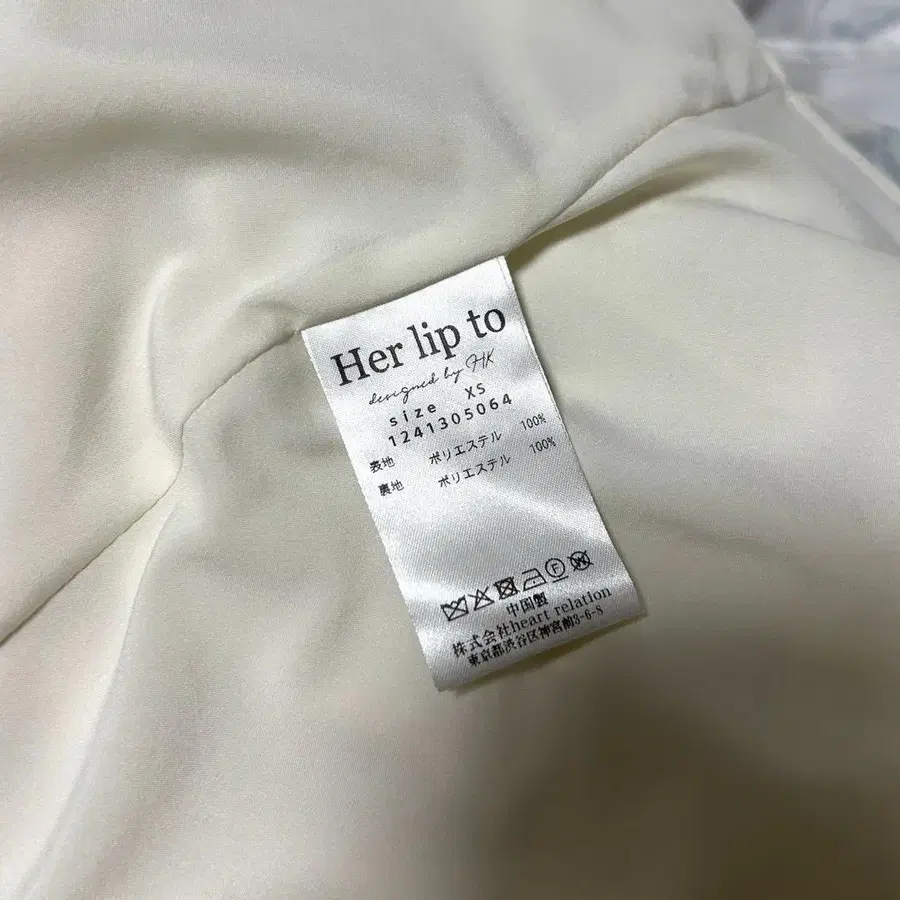 Her lip to
designed by HK
size XS
1241305064
表地 ポリエステル 100%
裏地 ポリエステル 100%
中国製
株式会社heart relation
東京都渋谷区神宮前3-6-8